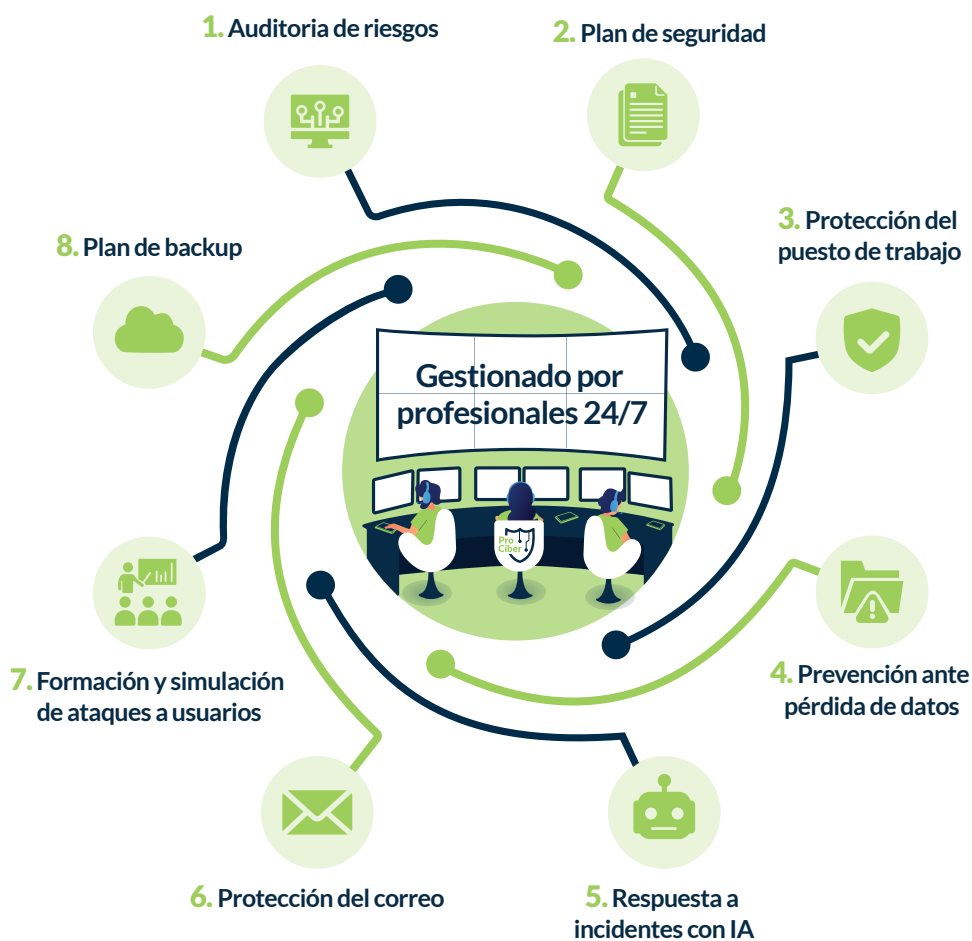 1. Auditoria de riesgos
2. Plan de seguridad
3. Protección del
puesto de trabajo
4. Prevención ante
pérdida de datos
5. Respuesta a
incidentes con IA
6. Protección del correo
7. Formación y simulación
de ataques a usuarios
8. Plan de backup
Gestionado por
profesionales 24/7
Pro
Ciber